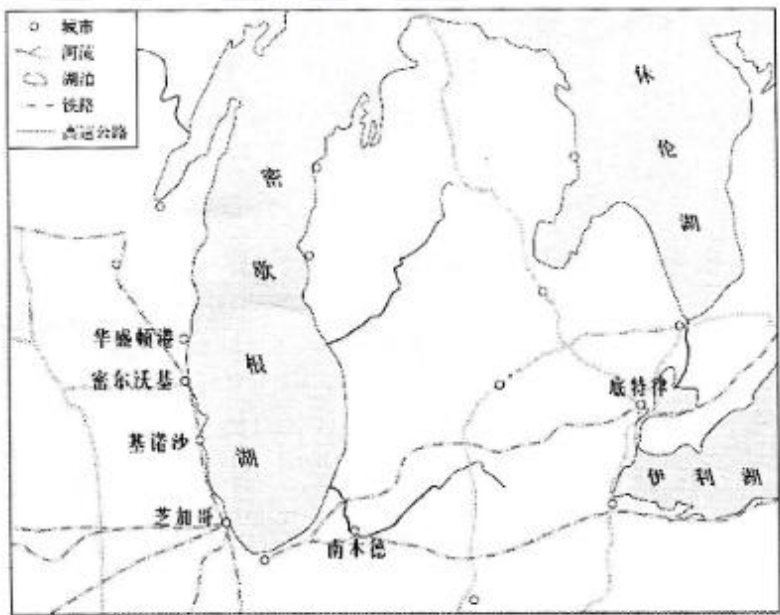 城市
河流
湖泊
铁路
高速公路
休伦湖
密歇根湖
华盛顿港
密尔沃基
基诺沙
芝加哥
南本德
底特律
伊利湖